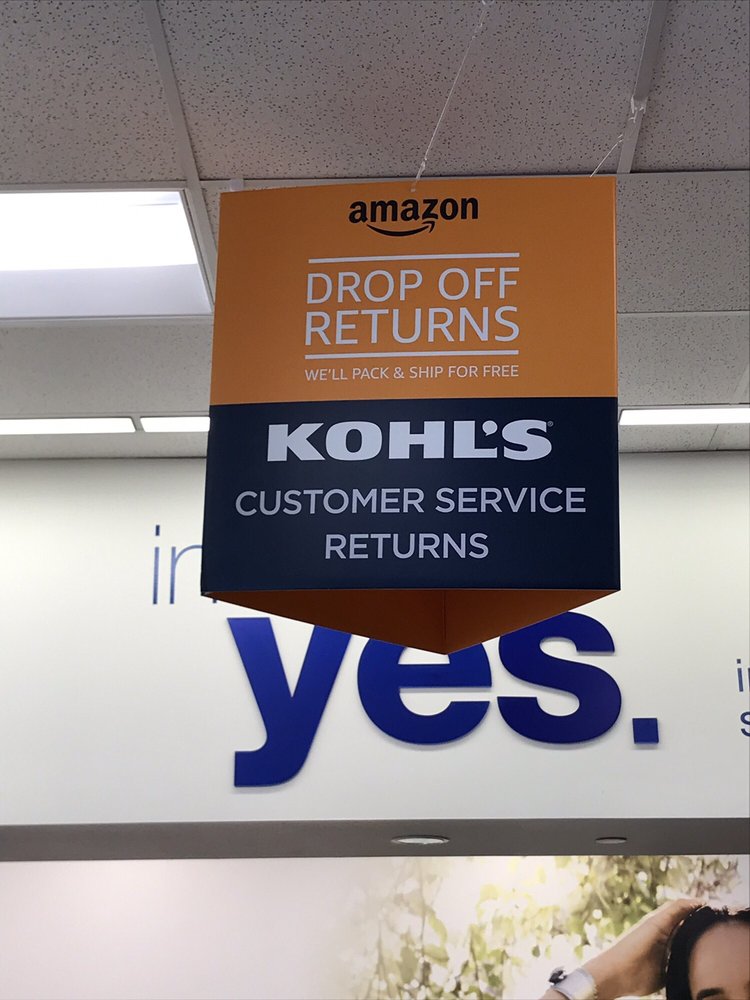 amazon
DROP OFF
RETURNS
WE'LL PACK & SHIP FOR FREE
KOHL'S
CUSTOMER SERVICE
RETURNS
yes.